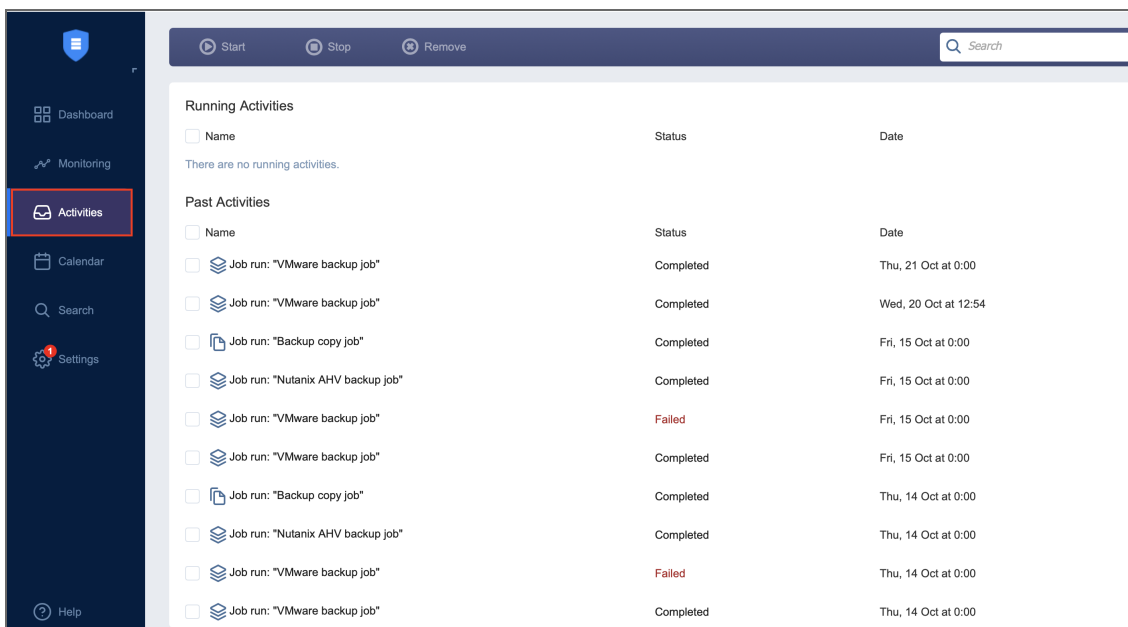 Start Stop Remove Search
Dashboard
Monitoring
Activities
Calendar
Search
1
Settings
Help
Running Activities
Name Status Date
There are no running activities.
Past Activities
Name Status Date
Job run: "VMware backup job" Completed Thu, 21 Oct at 0:00
Job run: "VMware backup job" Completed Wed, 20 Oct at 12:54
Job run: "Backup copy job" Completed Fri, 15 Oct at 0:00
Job run: "Nutanix AHV backup job" Completed Fri, 15 Oct at 0:00
Job run: "VMware backup job" Failed Fri, 15 Oct at 0:00
Job run: "VMware backup job" Completed Fri, 15 Oct at 0:00
Job run: "Backup copy job" Completed Thu, 14 Oct at 0:00
Job run: "Nutanix AHV backup job" Completed Thu, 14 Oct at 0:00
Job run: "VMware backup job" Failed Thu, 14 Oct at 0:00
Job run: "VMware backup job" Completed Thu, 14 Oct at 0:00